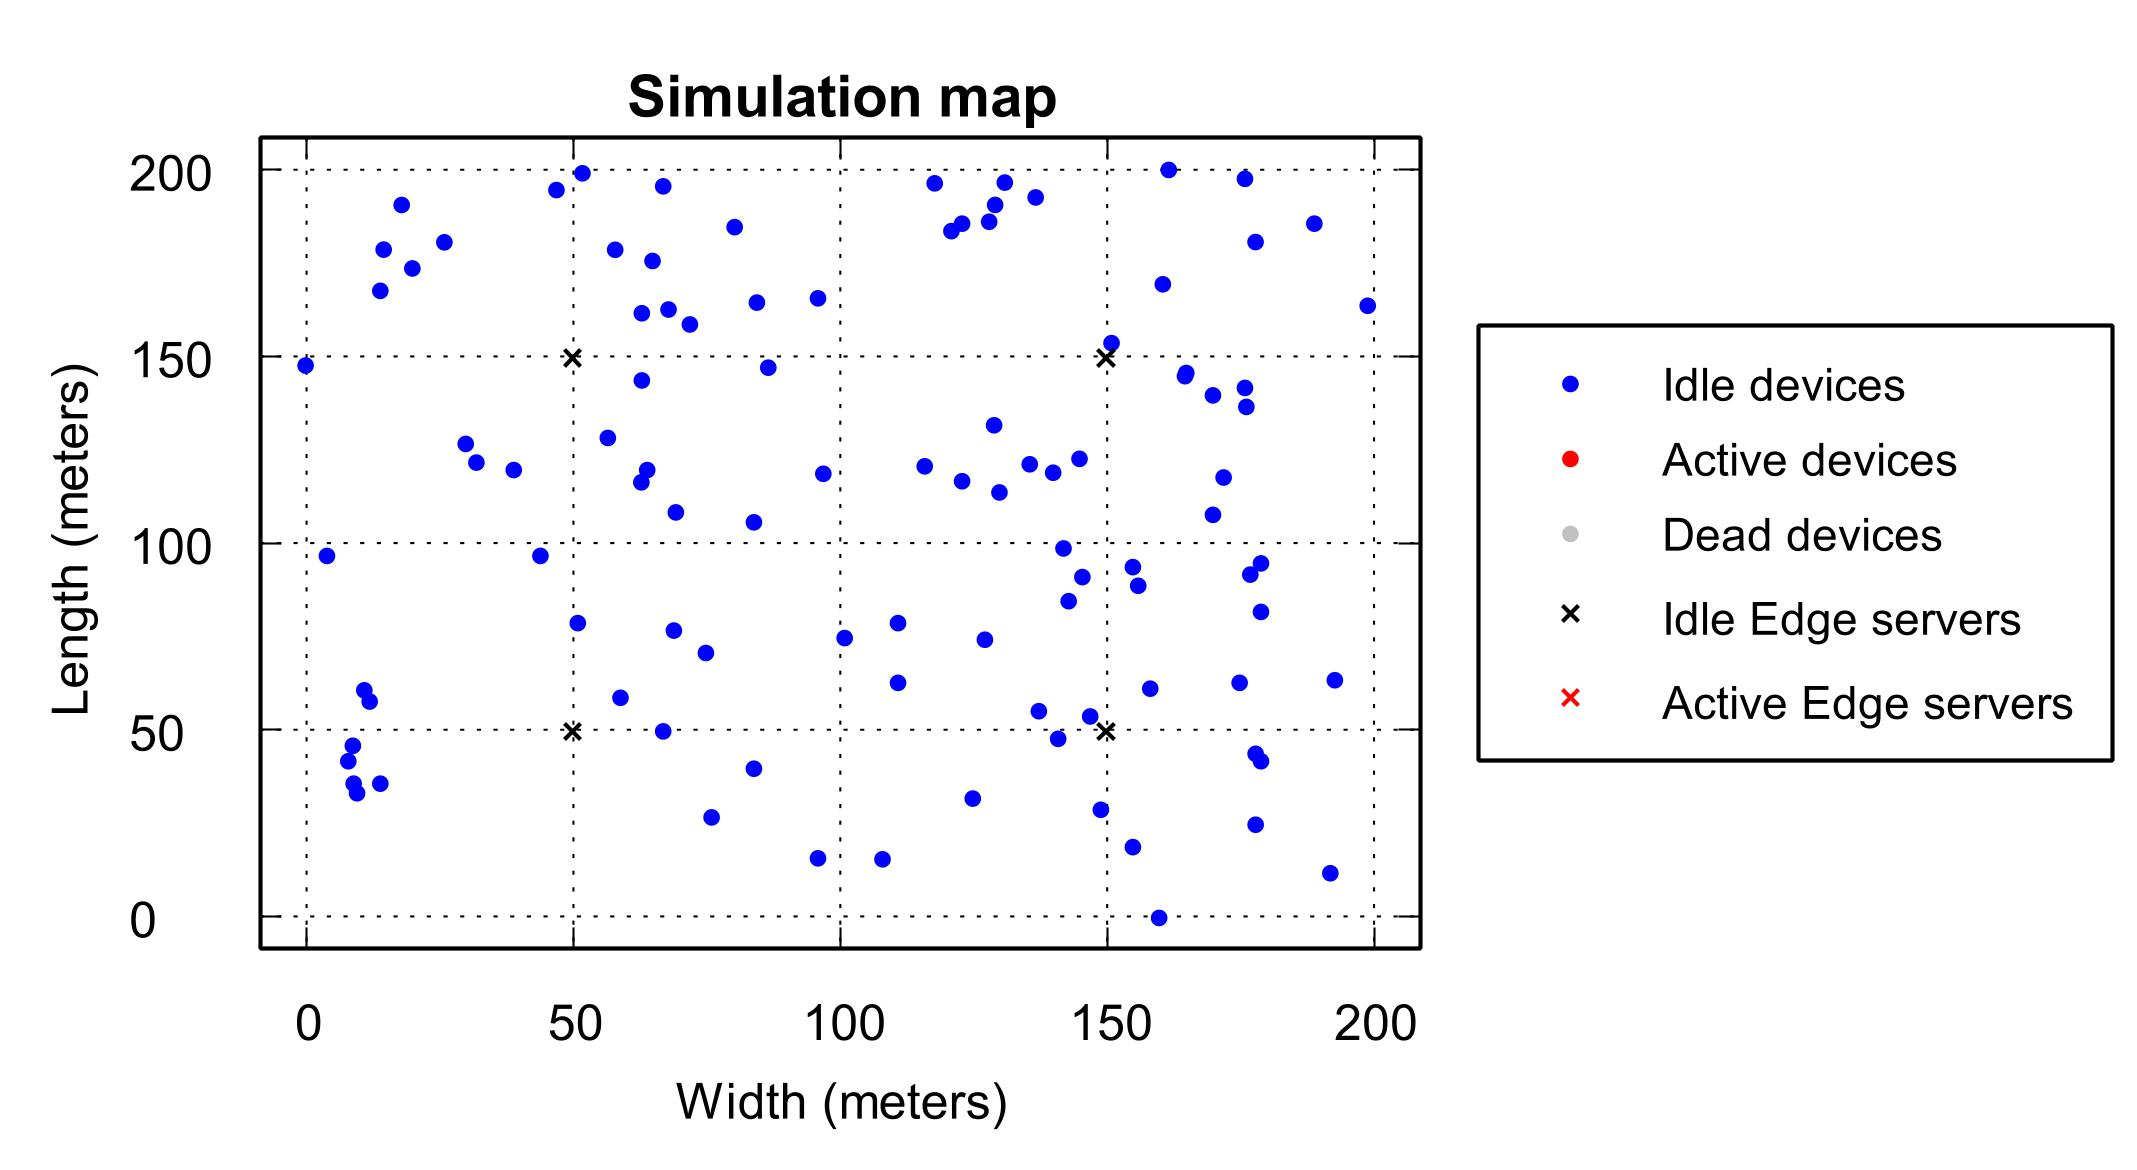 Simulation map
200
150
100
50
0
Length (meters)
0 50 100 150 200
Width (meters)
Idle devices
Active devices
Dead devices
Idle Edge servers
Active Edge servers